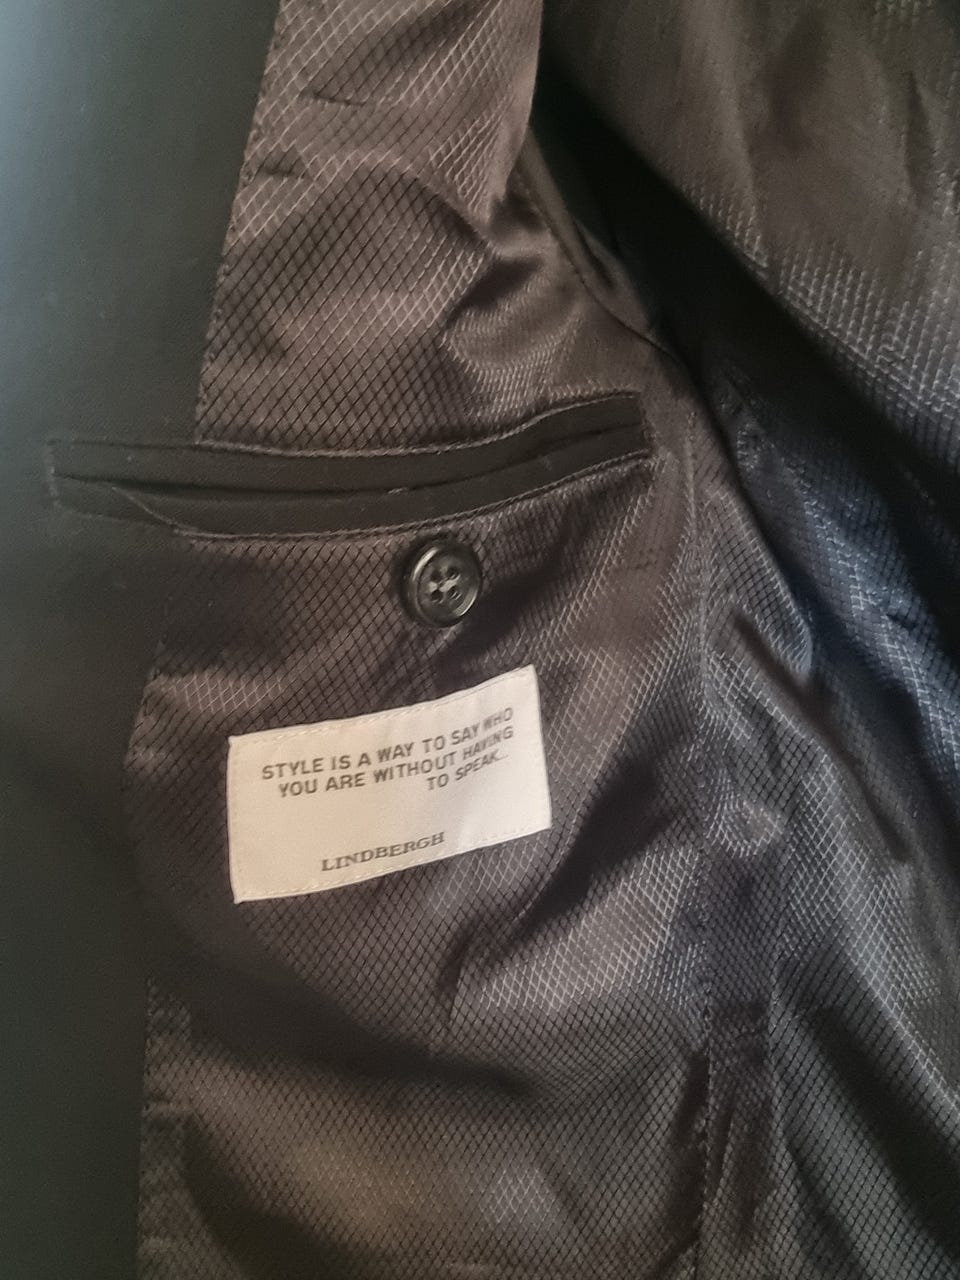 STYLE IS A WAY TO SAY WHO
YOU ARE WITHOUT HAVING
TO SPEAK...
LINDBERGH